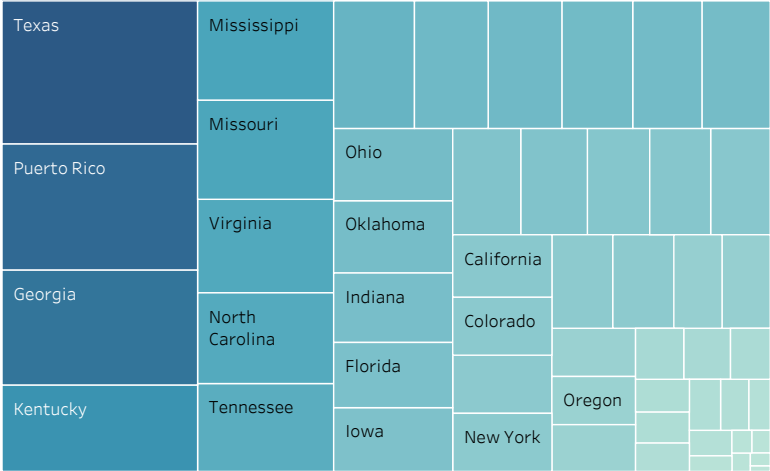 Texas
Puerto Rico
Georgia
Kentucky
Mississippi
Missouri
Virginia
North
Carolina
Tennessee
Ohio
Oklahoma
Indiana
Florida
Iowa
California
Colorado
New York
Oregon